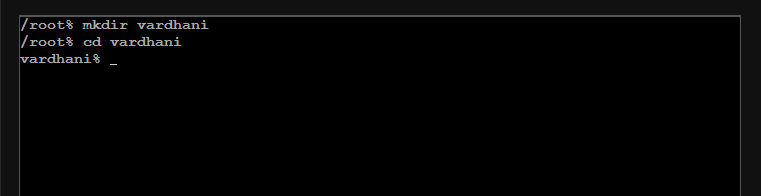 /root% mkdir vardhani
/root% cd vardhani
vardhani% _